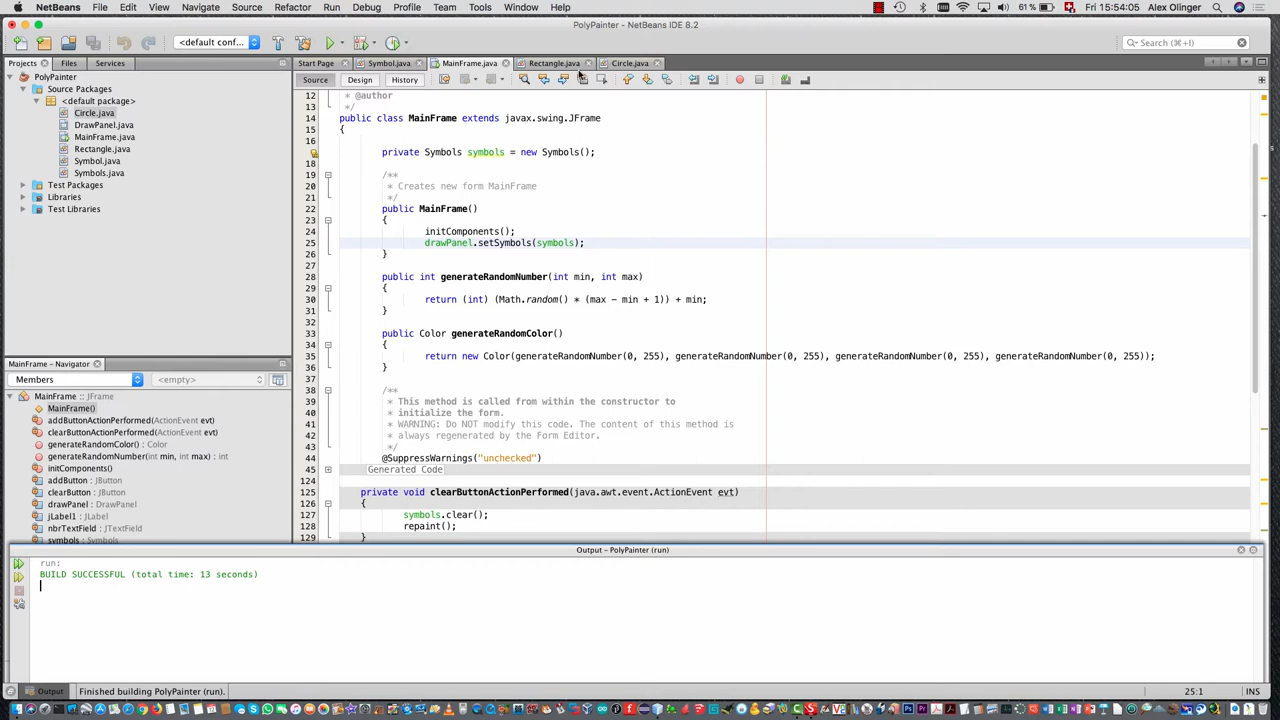 NetBeans File Edit View Navigate Source Refactor Run Debug Profile Team Tools Window Help 61% Fri 15:54:05 Alex Olinger
PolyPainter - NetBeans IDE 8.2
<default conf... Search (⌘+I)
Projects Files Services Start Page Symbol.java MainFrame.java Rectangle.java Circle.java
Source Design History
PolyPainter
Source Packages
<default package>
Circle.java
DrawPanel.java
MainFrame.java
Rectangle.java
Symbol.java
Symbols.java
Test Packages
Libraries
Test Libraries
12 * @author
13 */
14 public class MainFrame extends javax.swing.JFrame
15 {
16
private Symbols symbols = new Symbols();
18
19 /**
20 * Creates new form MainFrame
21 */
22 public MainFrame()
23 {
24 initComponents();
25 drawPanel.setSymbols(symbols);
26 }
27
28 public int generateRandomNumber(int min, int max)
29 {
30 return (int) (Math.random() * (max - min + 1)) + min;
31 }
32
33 public Color generateRandomColor()
34 {
35 return new Color(generateRandomNumber(0, 255), generateRandomNumber(0, 255), generateRandomNumber(0, 255), generateRandomNumber(0, 255));
36 }
37
38 /**
39 * This method is called from within the constructor to
40 * initialize the form.
41 * WARNING: Do NOT modify this code. The content of this method is
42 * always regenerated by the Form Editor.
43 */
44 @SuppressWarnings("unchecked")
45 Generated Code
124
125 private void clearButtonActionPerformed(java.awt.event.ActionEvent evt)
126 {
127 symbols.clear();
128 repaint();
129 }
MainFrame - Navigator
Members <empty>
MainFrame :: JFrame
MainFrame()
addButtonActionPerformed(ActionEvent evt)
clearButtonActionPerformed(ActionEvent evt)
generateRandomColor() : Color
generateRandomNumber(int min, int max) : int
initComponents()
addButton : JButton
clearButton : JButton
drawPanel : DrawPanel
jLabel1 : JLabel
nbrTextField : JTextField
symbols : Symbols
Output - PolyPainter (run)
run:
BUILD SUCCESSFUL (total time: 13 seconds)
Output Finished building PolyPainter (run). 25:1 INS